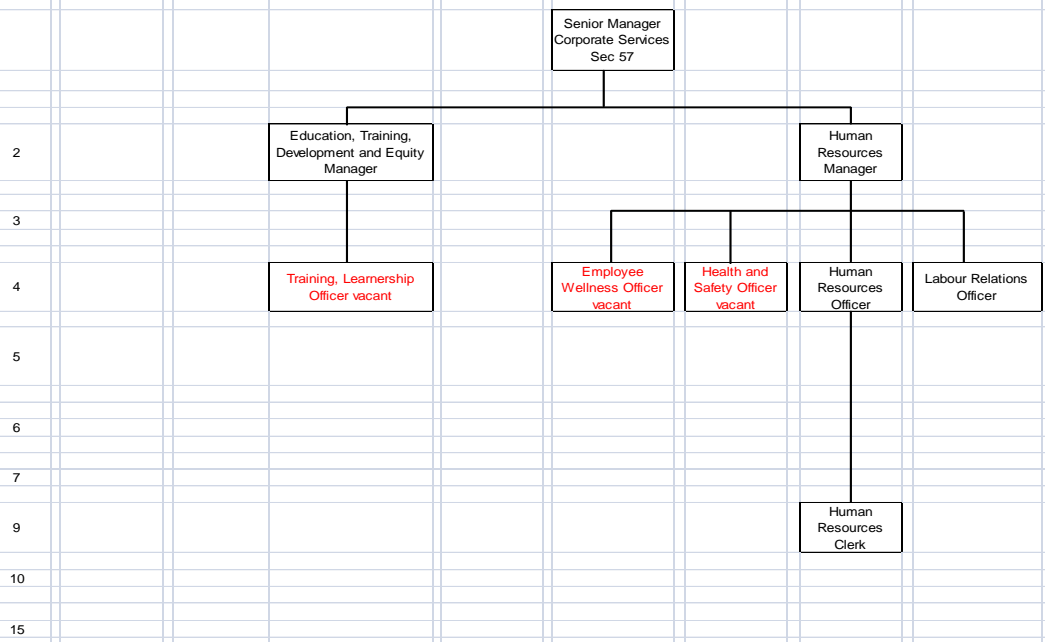 Senior Manager
Corporate Services
Sec 57
2
Education, Training,
Development and Equity
Manager
Human
Resources
Manager
3
4
Training, Learnership
Officer vacant
Employee
Wellness Officer
vacant
Health and
Safety Officer
vacant
Human
Resources
Officer
Labour Relations
Officer
5
6
7
9
Human
Resources
Clerk
10
15